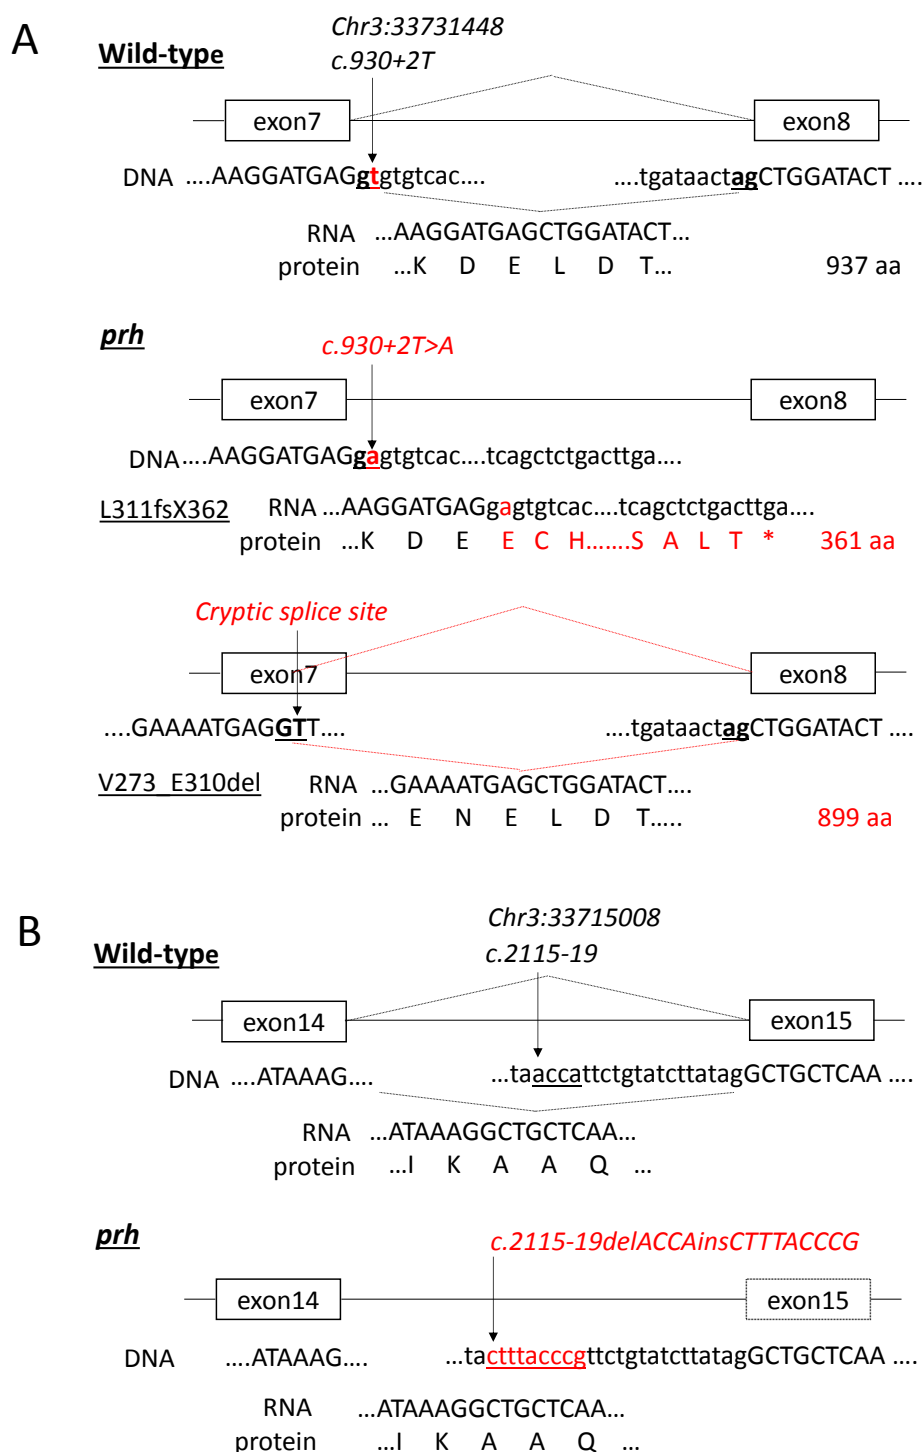 A
Wild-type
Chr3:33731448
c.930+2T
exon7
exon8
DNA ....AAGGATGAGgtgtgtcac.... ....tgataactagCTGGATACT ....
RNA ...AAGGATGAGCTGGATACT...
protein ...K D E L D T... 937 aa
prh
c.930+2T>A
exon7
exon8
DNA....AAGGATGAGgagtgtcac....tcagctctgacttga....
L311fsX362 RNA ...AAGGATGAGgagtgtcac....tcagctctgacttga....
protein ...K D E E C H.......S A L T * 361 aa
Cryptic splice site
exon7
exon8
....GAAAATGAGGTT.... ....tgataactagCTGGATACT ....
V273_E310del RNA ...GAAAATGAGCTGGATACT....
protein ... E N E L D T..... 899 aa
B
Wild-type
Chr3:33715008
c.2115-19
exon14
exon15
DNA ....ATAAAG.... ...taaccattctgtatcttatagGCTGCTCAA ....
RNA ...ATAAAGGCTGCTCAA...
protein ...I K A A Q ...
prh
c.2115-19delACCAinsCTTTACCCG
exon14
exon15
DNA ....ATAAAG.... ...tactttacccgttctgtatcttatagGCTGCTCAA ....
RNA ...ATAAAGGCTGCTCAA...
protein ...I K A A Q ...